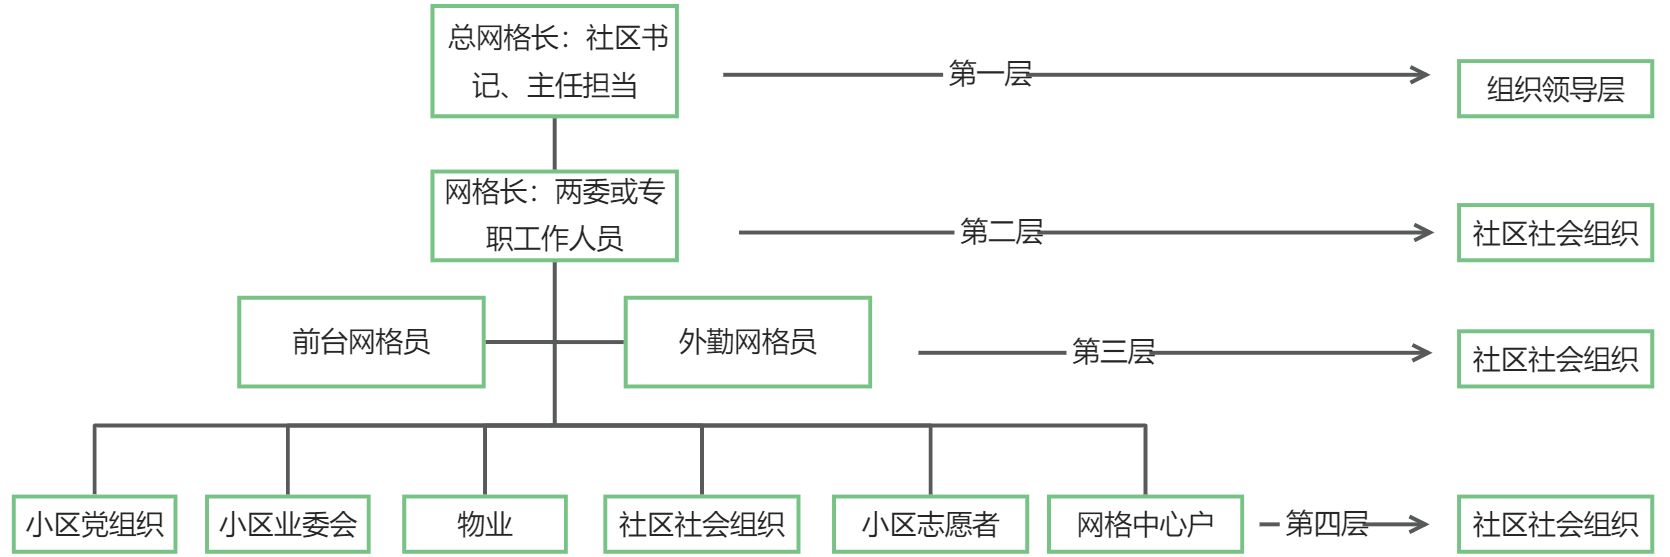 总网格长：社区书
记、主任担当
第一层
组织领导层
网格长：两委或专
职工作人员
第二层
社区社会组织
前台网格员
外勤网格员
第三层
社区社会组织
小区党组织
小区业委会
物业
社区社会组织
小区志愿者
网格中心户
第四层
社区社会组织